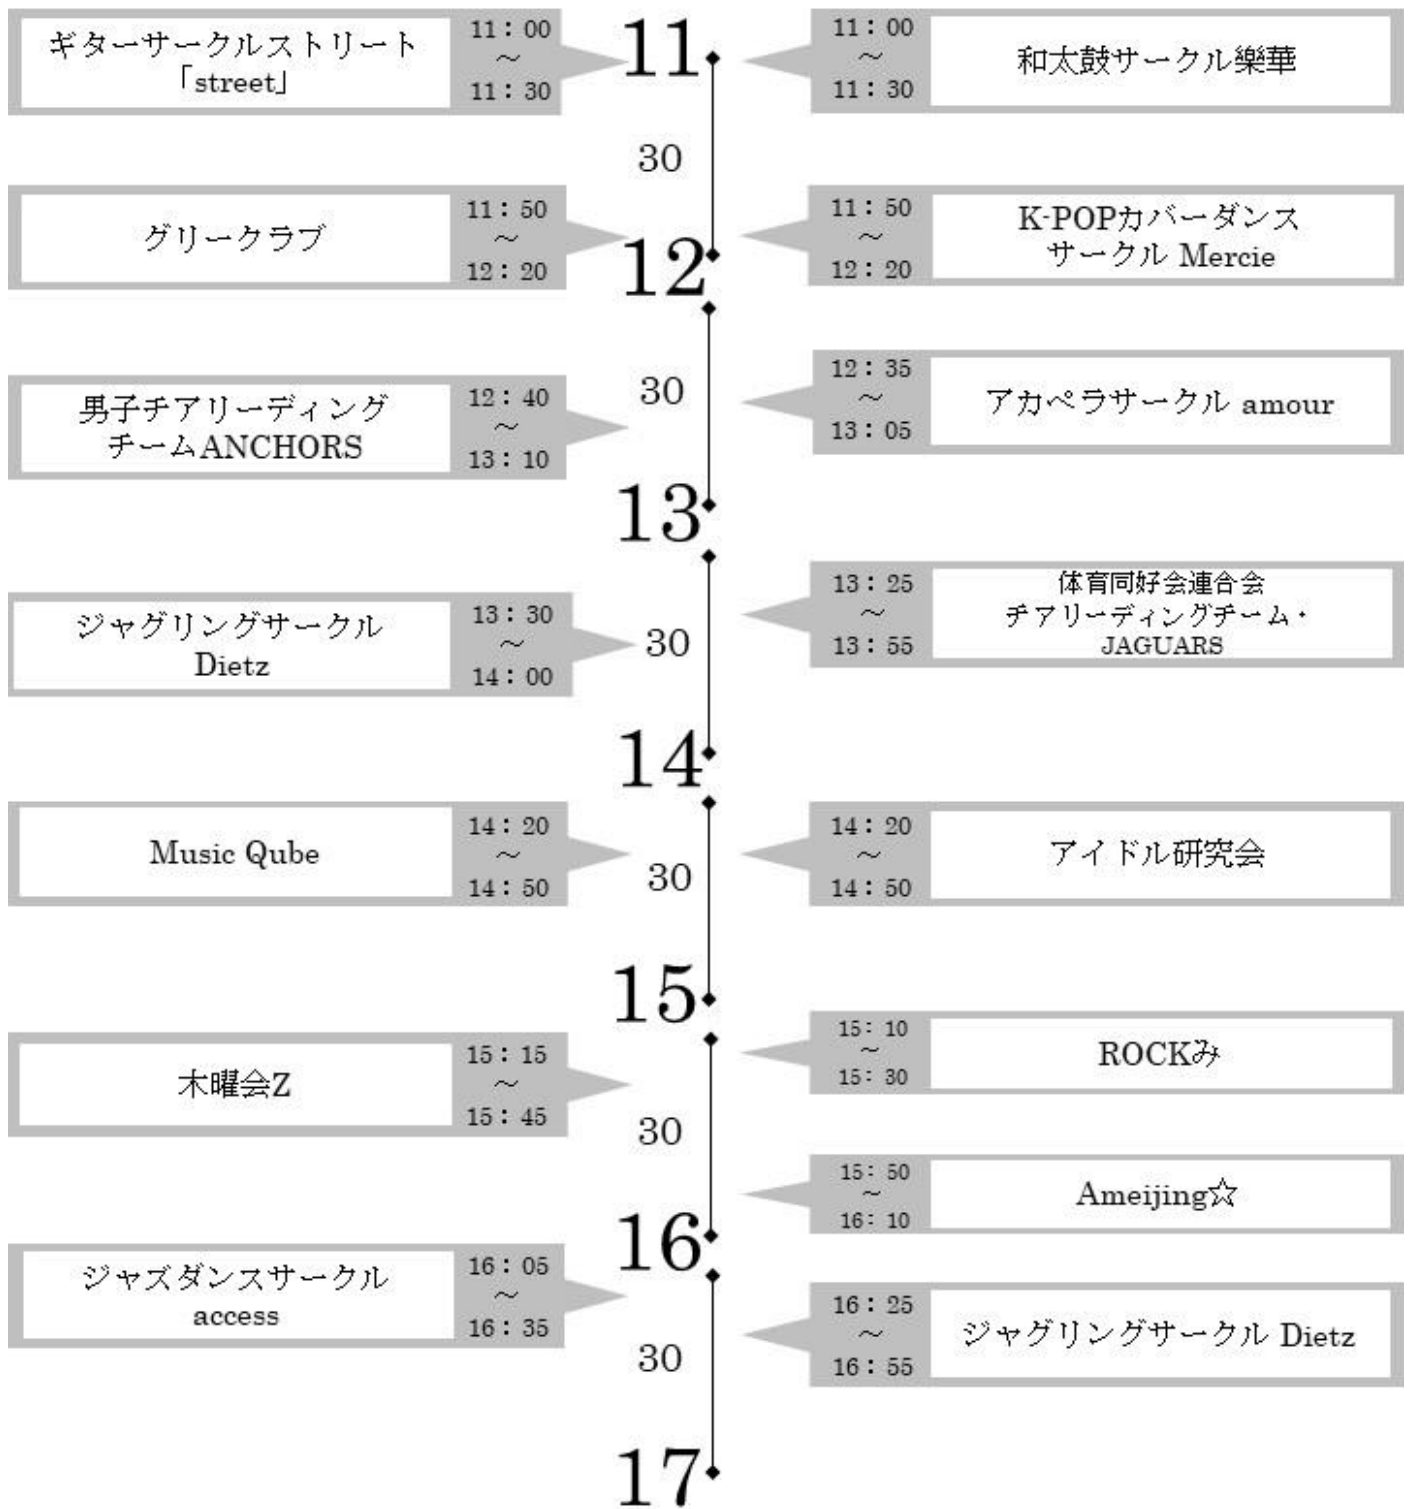 ギターサークルストリート
「street」
11：00
～
11：30
11
11：00
～
11：30
和太鼓サークル樂華
30
グリークラブ
11：50
～
12：20
12
11：50
～
12：20
K-POPカバーダンス
サークル Mercie
男子チアリーディング
チームANCHORS
12：40
～
13：10
30
12：35
～
13：05
アカペラサークル amour
13
ジャグリングサークル
Dietz
13：30
～
14：00
30
13：25
～
13：55
体育同好会連合会
チアリーディングチーム・
JAGUARS
14
Music Qube
14：20
～
14：50
30
14：20
～
14：50
アイドル研究会
15
木曜会Z
15：15
～
15：45
30
15：10
～
15：30
ROCKみ
15：50
～
16：10
Ameijing☆
16
ジャズダンスサークル
access
16：05
～
16：35
30
16：25
～
16：55
ジャグリングサークル Dietz
17